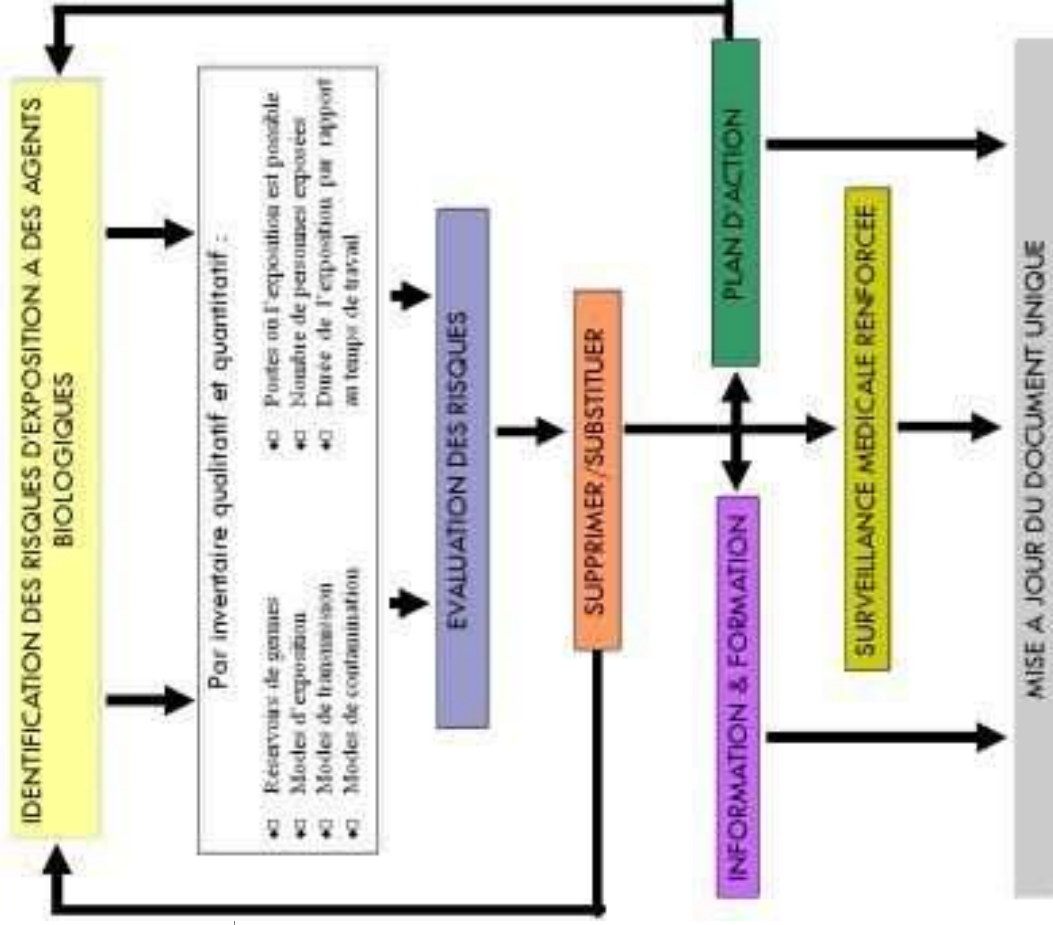 IDENTIFICATION DES RISQUES D'EXPOSITION A DES AGENTS
BIOLOGIQUES
Par inventaire qualitatif et quantitatif :
Réservoirs de germes
Modes d'exposition
Modes de transmission
Modes de contamination
Postes où l'exposition est possible
Nombre de personnes exposées
Durée de l'exposition par rapport
au temps de travail
EVALUATION DES RISQUES
SUPPRIMER/SUBSTITUER
INFORMATION & FORMATION
PLAN D'ACTION
SURVEILLANCE MEDICALE RENFORCEE
MISE A JOUR DU DOCUMENT UNIQUE